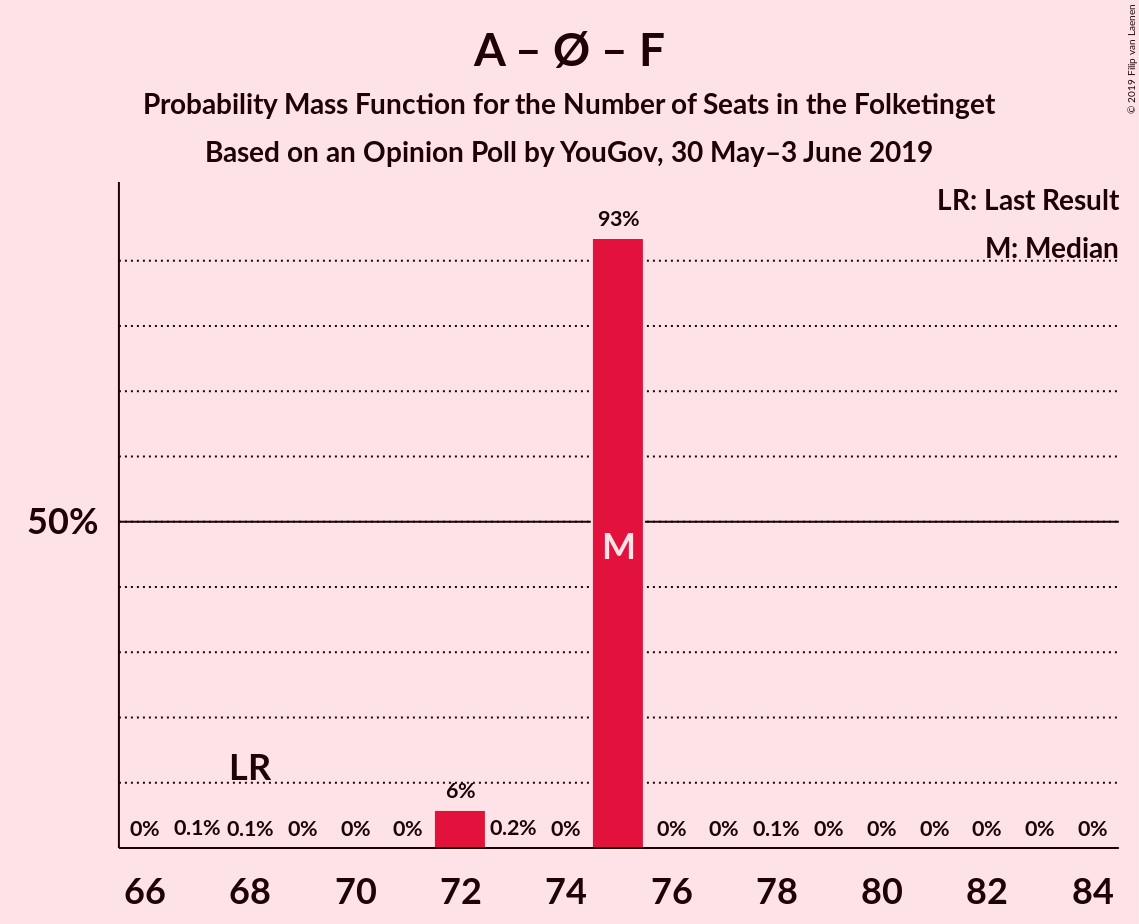 A – Ø – F
Probability Mass Function for the Number of Seats in the Folketinget
Based on an Opinion Poll by YouGov, 30 May–3 June 2019
© 2019 Filip van Laenen
LR: Last Result
M: Median
93%
50%
M
LR
6%
0% 0.1% 0.1% 0% 0% 0% 0.2% 0% 0% 0% 0.1% 0% 0% 0% 0% 0% 0%
66 68 70 72 74 76 78 80 82 84